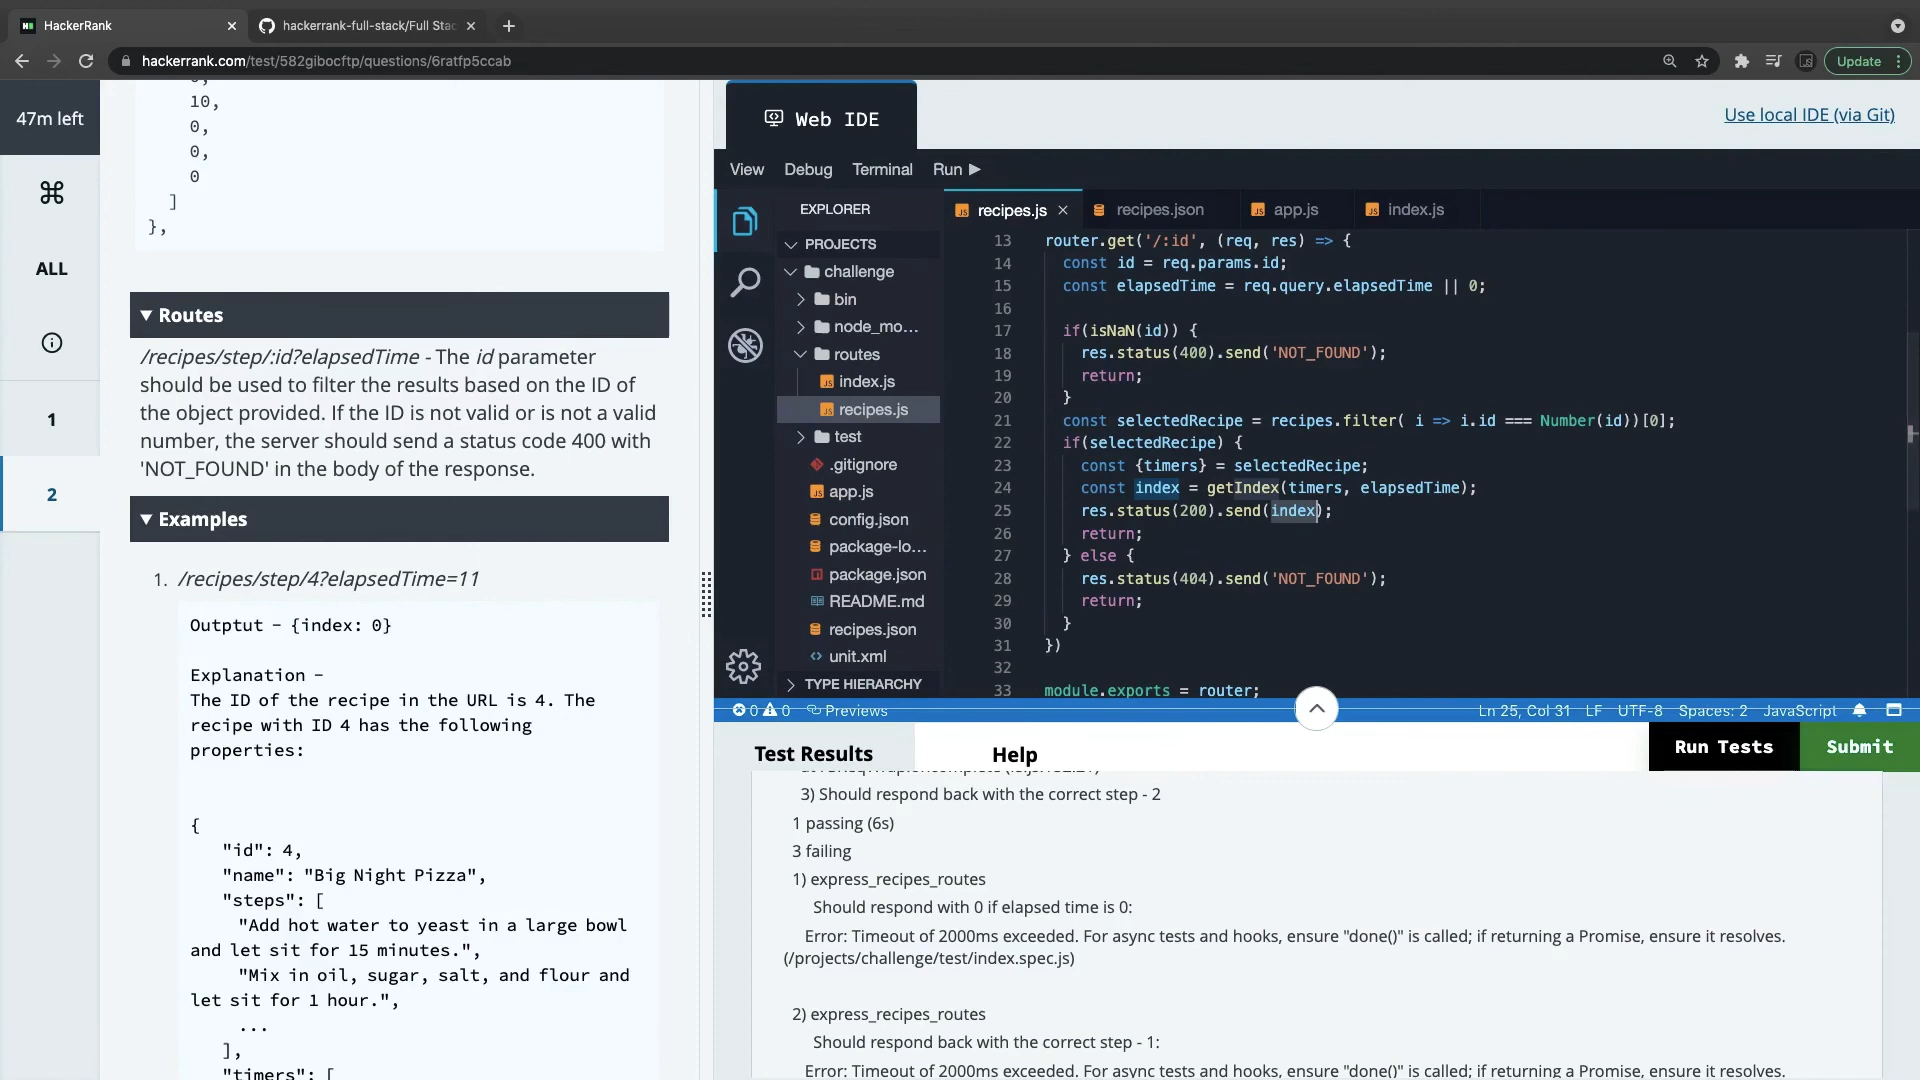 HackerRank
hackerrank-full-stack/Full Stac
hackerrank.com/test/582gibocftp/questions/6ratfp5ccab
Update
47m left
ALL
1
2
10,
0,
0,
0
]
},
▼ Routes
/recipes/step/:id?elapsedTime - The id parameter
should be used to filter the results based on the ID of
the object provided. If the ID is not valid or is not a valid
number, the server should send a status code 400 with
'NOT_FOUND' in the body of the response.
▼ Examples
1. /recipes/step/4?elapsedTime=11
Outptut - {index: 0}
Explanation -
The ID of the recipe in the URL is 4. The
recipe with ID 4 has the following
properties:
{
"id": 4,
"name": "Big Night Pizza",
"steps": [
"Add hot water to yeast in a large bowl
and let sit for 15 minutes.",
"Mix in oil, sugar, salt, and flour and
let sit for 1 hour.",
...
],
"timers": [
Web IDE
Use local IDE (via Git)
View Debug Terminal Run ▶
EXPLORER
PROJECTS
challenge
bin
node_mo...
routes
index.js
recipes.js
test
.gitignore
app.js
config.json
package-lo...
package.json
README.md
recipes.json
unit.xml
TYPE HIERARCHY
recipes.js recipes.json app.js index.js
13 router.get('/:id', (req, res) => {
14 const id = req.params.id;
15 const elapsedTime = req.query.elapsedTime || 0;
16
17 if(isNaN(id)) {
18 res.status(400).send('NOT_FOUND');
19 return;
20 }
21 const selectedRecipe = recipes.filter( i => i.id === Number(id))[0];
22 if(selectedRecipe) {
23 const {timers} = selectedRecipe;
24 const index = getIndex(timers, elapsedTime);
25 res.status(200).send(index);
26 return;
27 } else {
28 res.status(404).send('NOT_FOUND');
29 return;
30 }
31 })
32
33 module.exports = router;
0 0 Previews
Ln 25, Col 31 LF UTF-8 Spaces: 2 JavaScript
Test Results
Help
Run Tests
Submit
3) Should respond back with the correct step - 2
1 passing (6s)
3 failing
1) express_recipes_routes
Should respond with 0 if elapsed time is 0:
Error: Timeout of 2000ms exceeded. For async tests and hooks, ensure "done()" is called; if returning a Promise, ensure it resolves.
(/projects/challenge/test/index.spec.js)
2) express_recipes_routes
Should respond back with the correct step - 1:
Error: Timeout of 2000ms exceeded. For async tests and hooks, ensure "done()" is called; if returning a Promise, ensure it resolves.